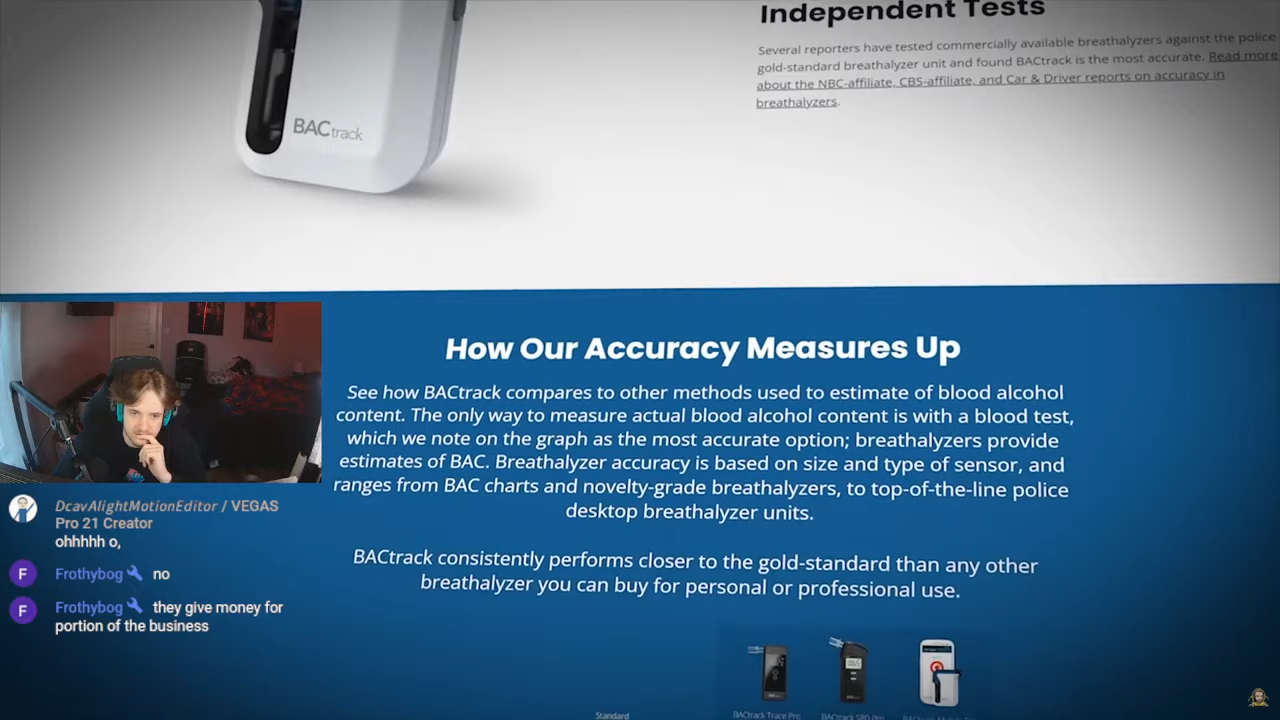 Independent Tests
Several reporters have tested commercially available breathalyzers against the police
gold-standard breathalyzer unit and found BACtrack is the most accurate. Read more
about the NBC-affiliate, CBS-affiliate, and Car & Driver reports on accuracy in
breathalyzers.
BACtrack
How Our Accuracy Measures Up
See how BACtrack compares to other methods used to estimate of blood alcohol
content. The only way to measure actual blood alcohol content is with a blood test,
which we note on the graph as the most accurate option; breathalyzers provide
estimates of BAC. Breathalyzer accuracy is based on size and type of sensor, and
ranges from BAC charts and novelty-grade breathalyzers, to top-of-the-line police
desktop breathalyzer units.
BACtrack consistently performs closer to the gold-standard than any other
breathalyzer you can buy for personal or professional use.
DcavAlightMotionEditor / VEGAS
Pro 21 Creator
ohhhhh o,
F Frothybog no
F Frothybog they give money for
portion of the business
Standard
BACtrack Trace Pro
BACtrack S80 Pro